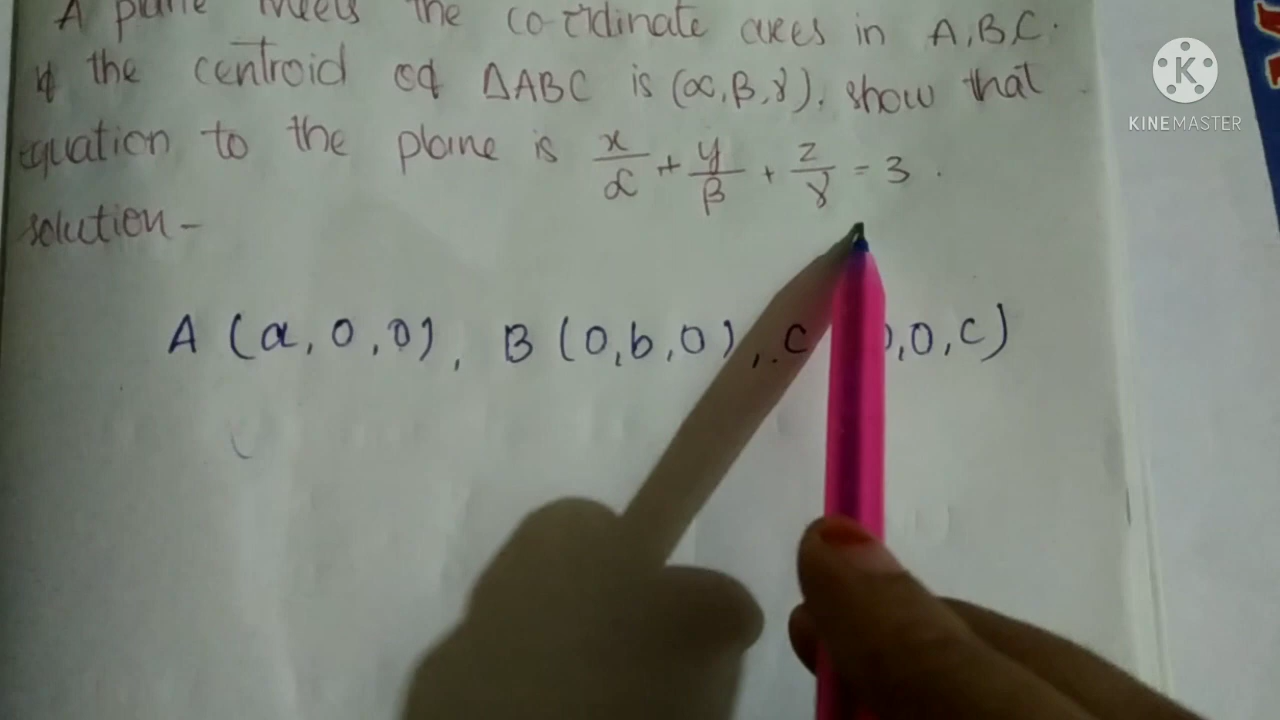 A plane meets the co-ordinate axes in A,B,C.
if the centroid of ΔABC is (α,β,γ), show that
equation to the plane is x/α + y/β + z/γ = 3.
solution -
A (a,0,0), B (0,b,0), C ,0,c)
K
KINEMASTER